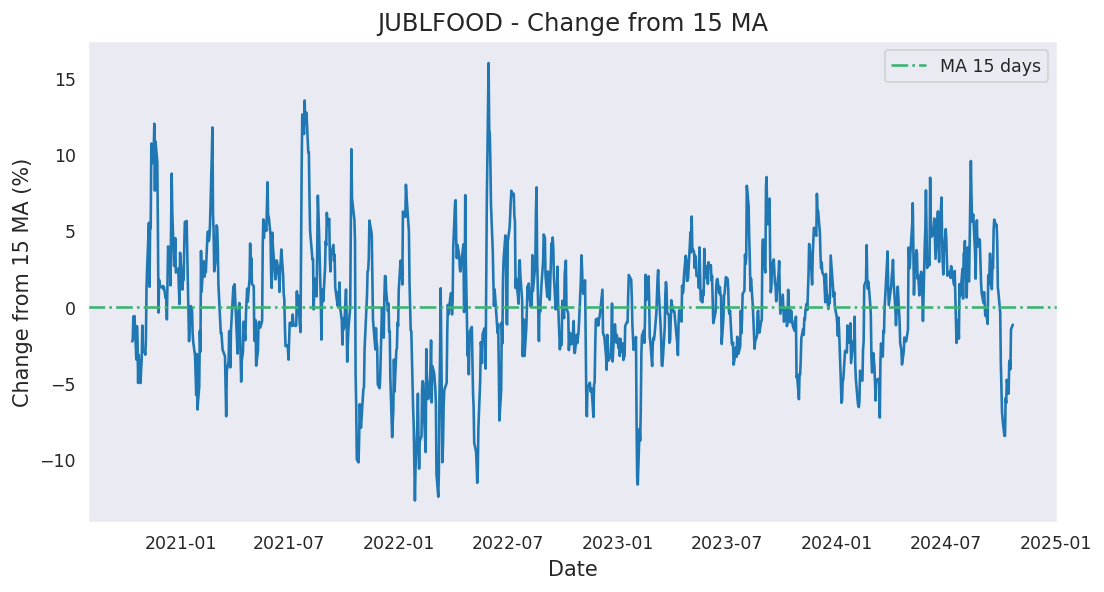 JUBLFOOD - Change from 15 MA
MA 15 days
Change from 15 MA (%)
15
10
5
0
−5
−10
2021-01 2021-07 2022-01 2022-07 2023-01 2023-07 2024-01 2024-07 2025-01
Date